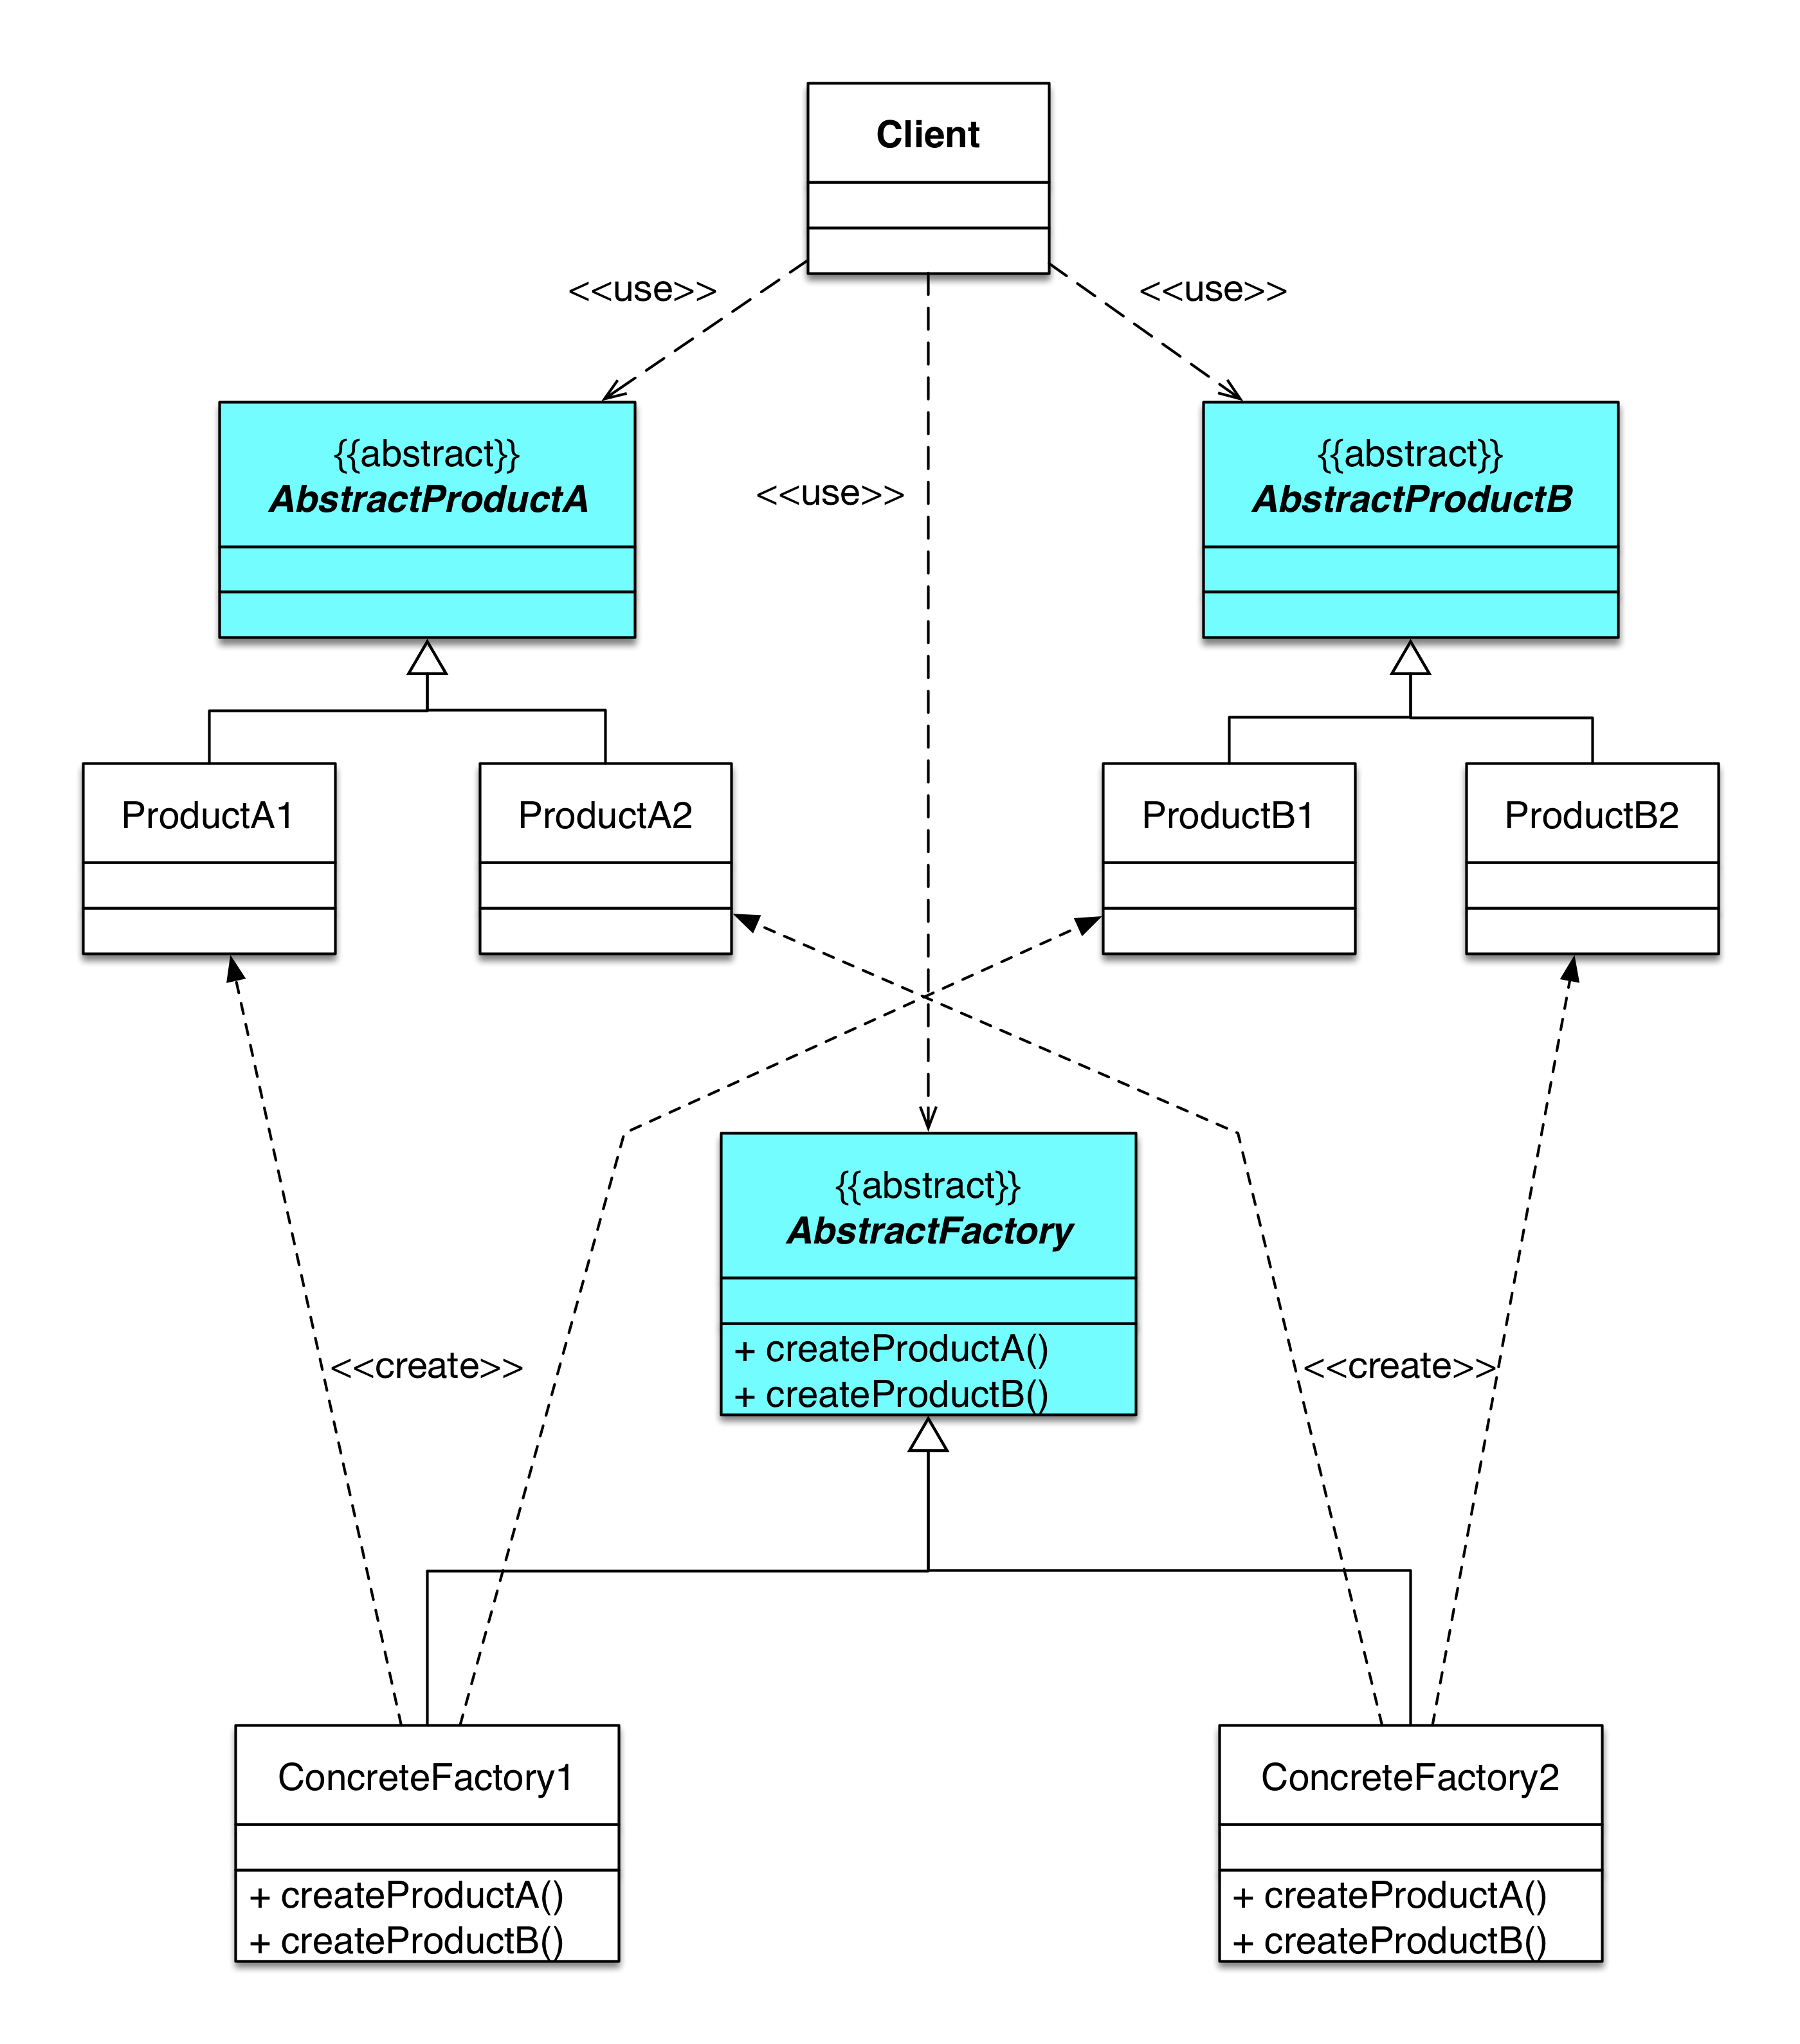 Client
<<use>>
<<use>>
{{abstract}}
AbstractProductA
<<use>>
{{abstract}}
AbstractProductB
ProductA1
ProductA2
ProductB1
ProductB2
{{abstract}}
AbstractFactory
+ createProductA()
+ createProductB()
<<create>>
<<create>>
ConcreteFactory1
+ createProductA()
+ createProductB()
ConcreteFactory2
+ createProductA()
+ createProductB()